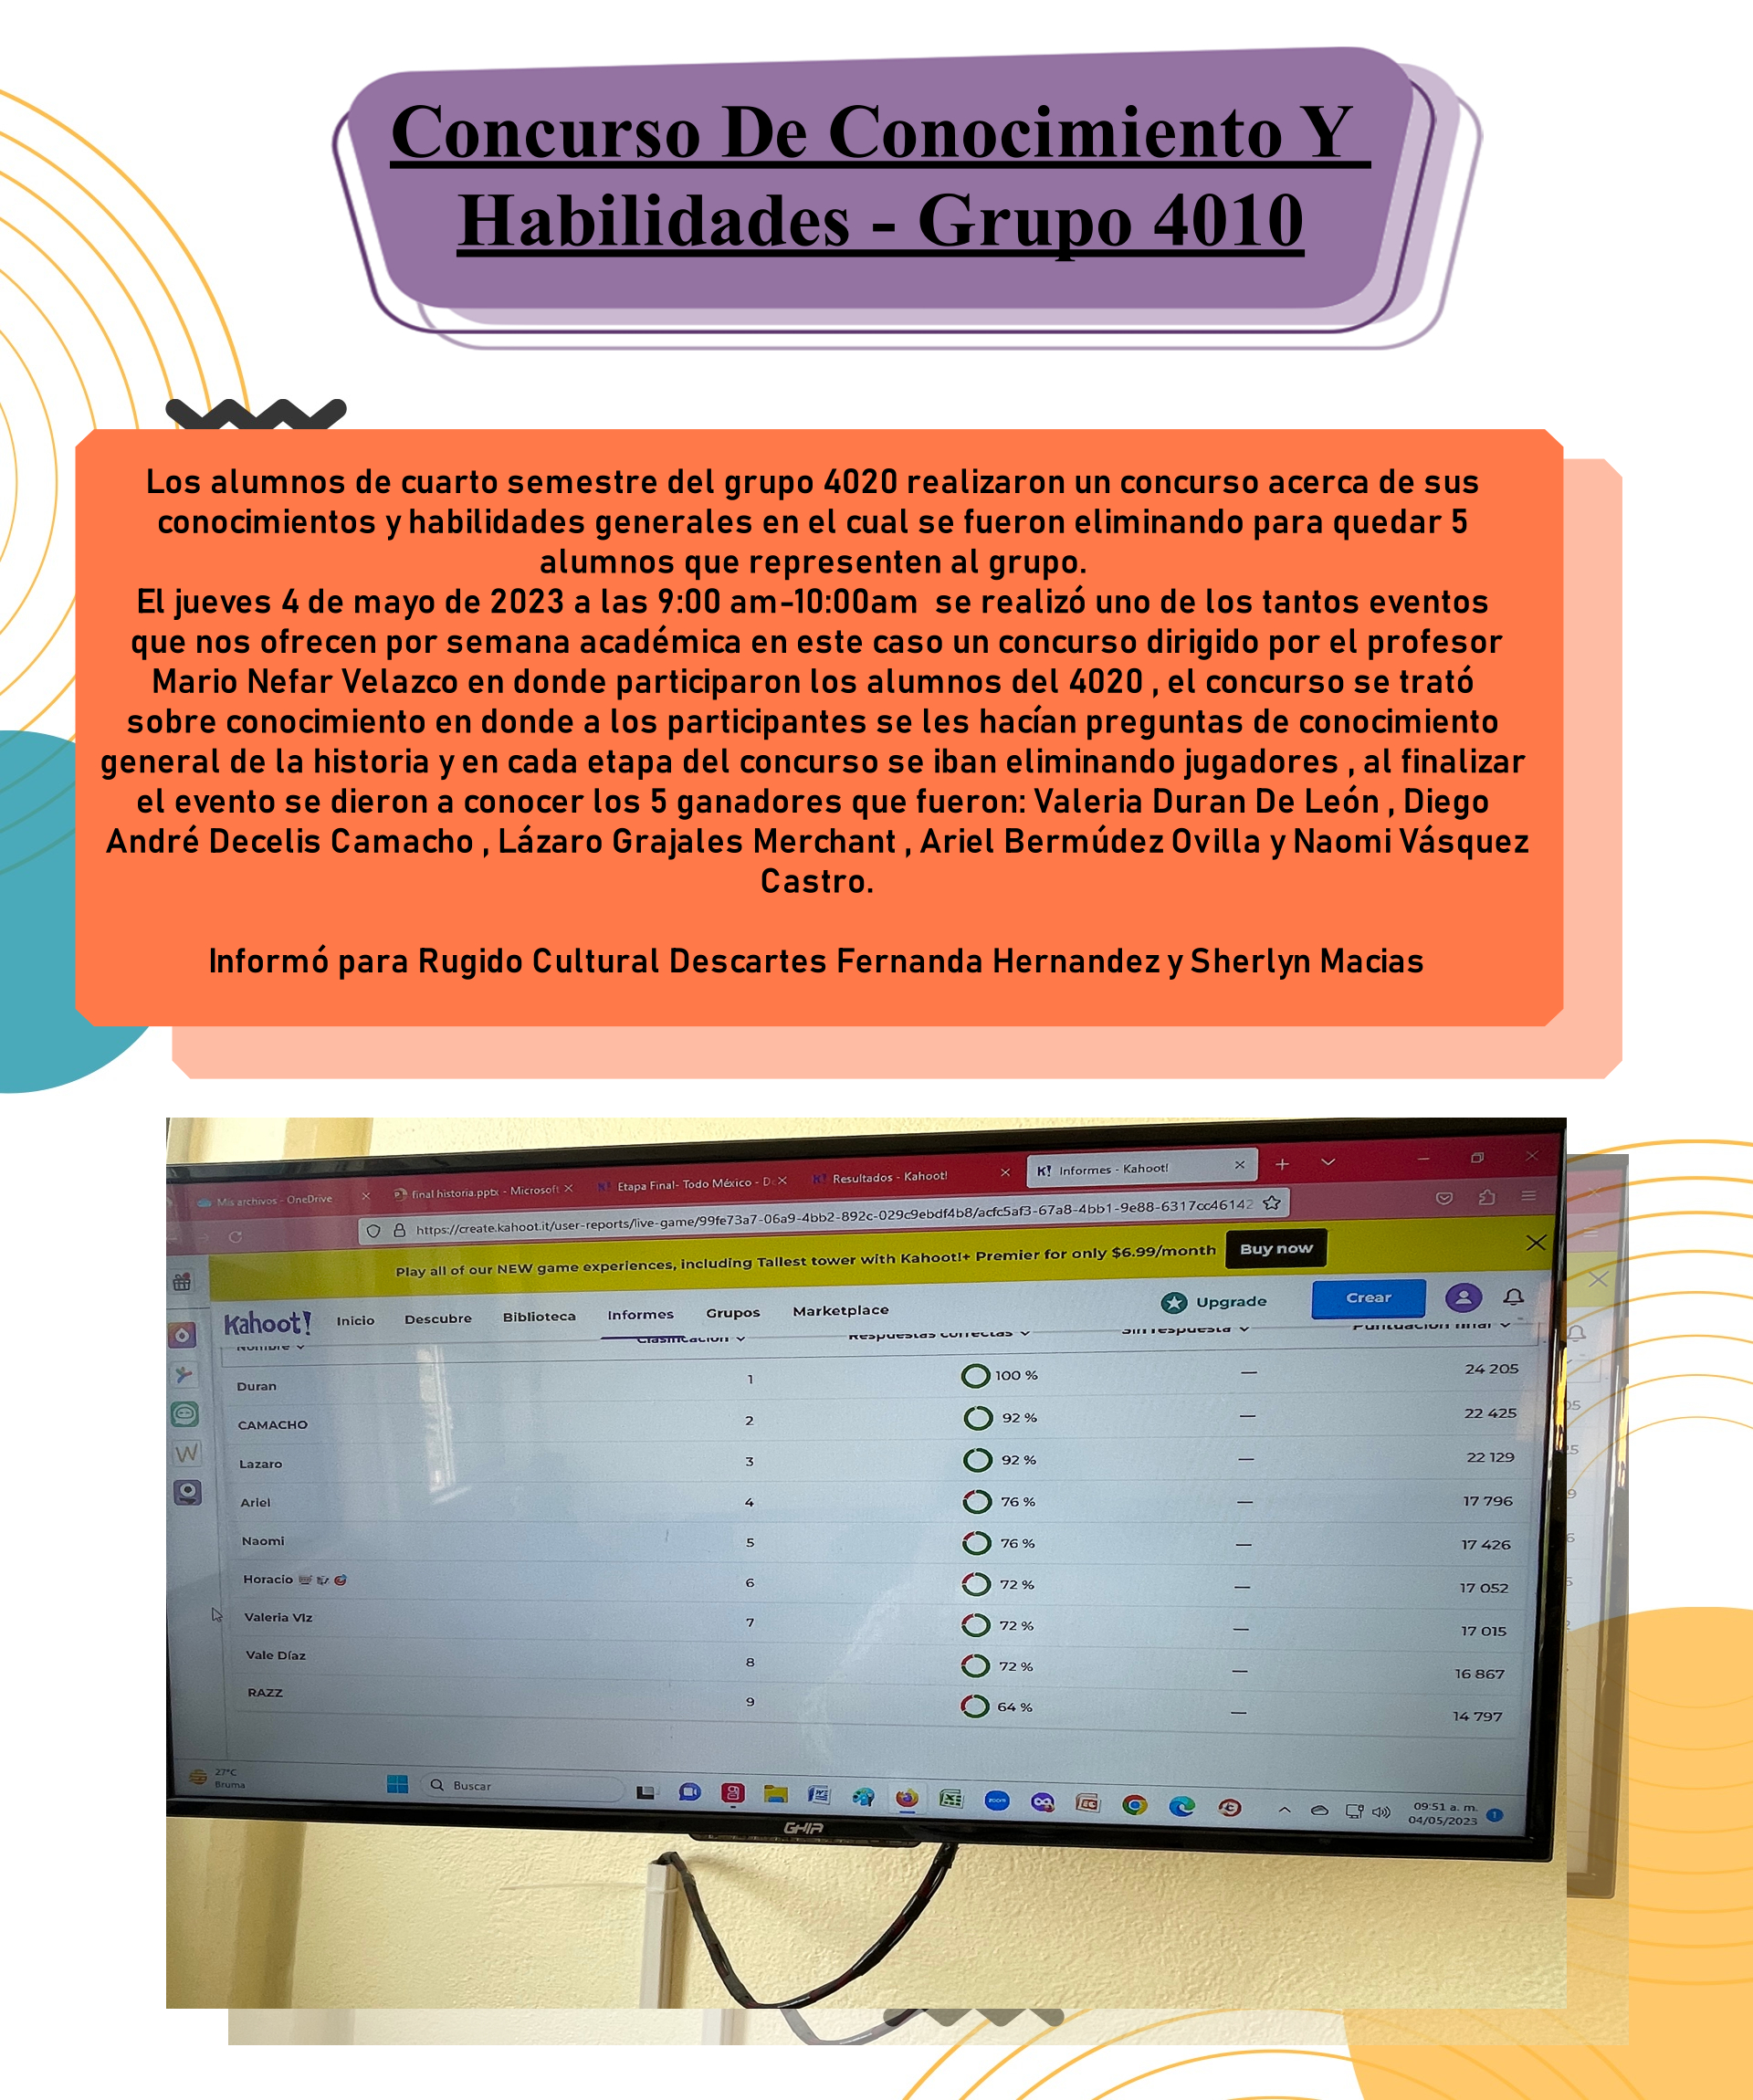 Concurso De Conocimiento Y
Habilidades - Grupo 4010
Los alumnos de cuarto semestre del grupo 4020 realizaron un concurso acerca de sus
conocimientos y habilidades generales en el cual se fueron eliminando para quedar 5
alumnos que representen al grupo.
El jueves 4 de mayo de 2023 a las 9:00 am-10:00am se realizó uno de los tantos eventos
que nos ofrecen por semana académica en este caso un concurso dirigido por el profesor
Mario Nefar Velazco en donde participaron los alumnos del 4020 , el concurso se trató
sobre conocimiento en donde a los participantes se les hacían preguntas de conocimiento
general de la historia y en cada etapa del concurso se iban eliminando jugadores , al finalizar
el evento se dieron a conocer los 5 ganadores que fueron: Valeria Duran De León , Diego
André Decelis Camacho , Lázaro Grajales Merchant , Ariel Bermúdez Ovilla y Naomi Vásquez
Castro.
Informó para Rugido Cultural Descartes Fernanda Hernandez y Sherlyn Macias
Mis archivos - OneDrive final historia.pptx - Microsoft Etapa Final- Todo México - D Resultados - Kahoot! K! Informes - Kahoot!
https://create.kahoot.it/user-reports/live-game/99fe73a7-06a9-4bb2-892c-029c9ebdf4b8/acfc5af3-67a8-4bb1-9e88-6317cc46142
Play all of our NEW game experiences, including Tallest tower with Kahoot!+ Premier for only $6.99/month Buy now
Kahoot! Inicio Descubre Biblioteca Informes Grupos Marketplace Upgrade Crear
Nombre Clasificación Respuestas correctas Sin respuesta Puntuación final
Duran 1 100 % — 24 205
CAMACHO 2 92 % — 22 425
Lazaro 3 92 % — 22 129
Ariel 4 76 % — 17 796
Naomi 5 76 % — 17 426
Horacio 6 72 % — 17 052
Valeria Vlz 7 72 % — 17 015
Vale Díaz 8 72 % — 16 867
RAZZ 9 64 % — 14 797
27°C
Bruma
Buscar
09:51 a. m.
04/05/2023
GHIA